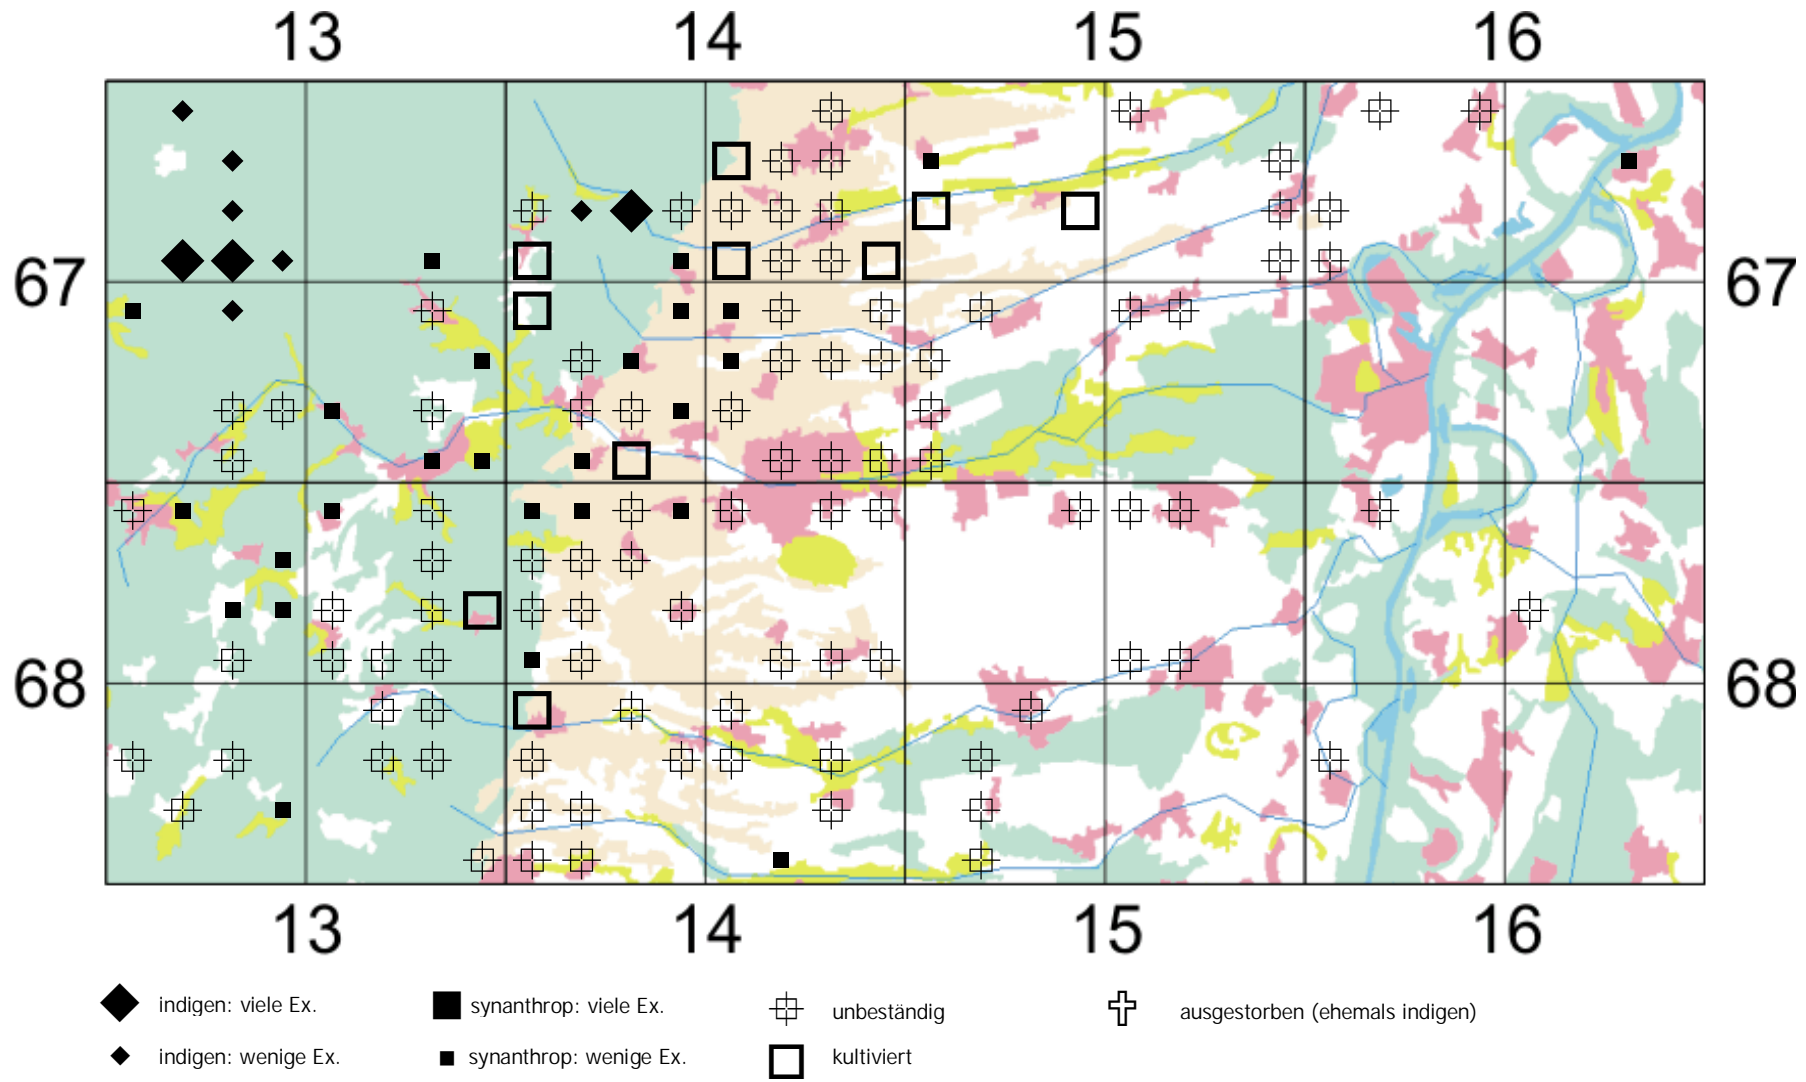 13 14 15 16
67 67
68 68
13 14 15 16
indigen: viele Ex. synanthrop: viele Ex. unbeständig ausgestorben (ehemals indigen)
indigen: wenige Ex. synanthrop: wenige Ex. kultiviert